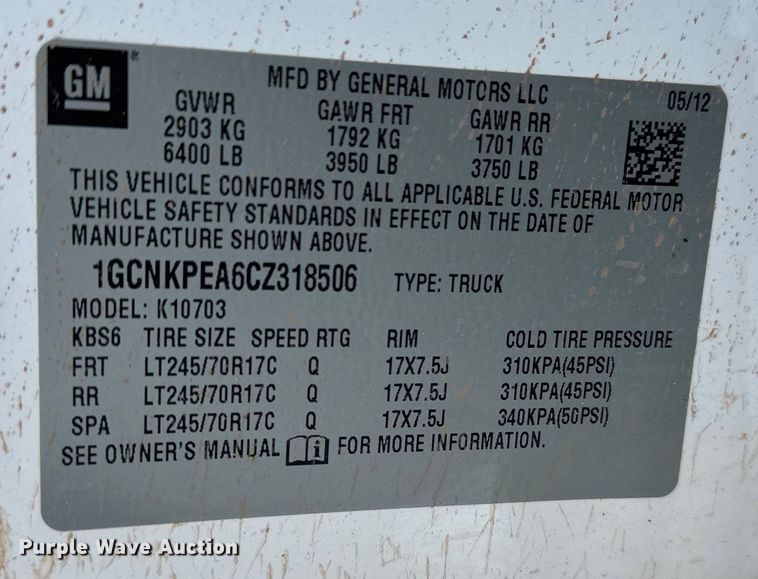 GM
MFD BY GENERAL MOTORS LLC 05/12
GVWR GAWR FRT GAWR RR
2903 KG 1792 KG 1701 KG
6400 LB 3950 LB 3750 LB
THIS VEHICLE CONFORMS TO ALL APPLICABLE U.S. FEDERAL MOTOR
VEHICLE SAFETY STANDARDS IN EFFECT ON THE DATE OF
MANUFACTURE SHOWN ABOVE.
1GCNKPEA6CZ318506 TYPE: TRUCK
MODEL: K10703
KBS6 TIRE SIZE SPEED RTG RIM COLD TIRE PRESSURE
FRT LT245/70R17C Q 17X7.5J 310KPA(45PSI)
RR LT245/70R17C Q 17X7.5J 310KPA(45PSI)
SPA LT245/70R17C Q 17X7.5J 340KPA(50PSI)
SEE OWNER'S MANUAL i FOR MORE INFORMATION.
Purple Wave Auction